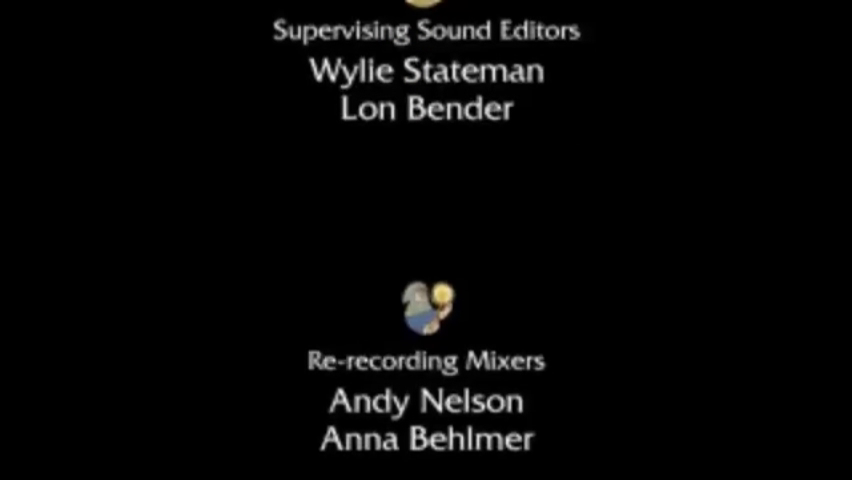 Supervising Sound Editors
Wylie Stateman
Lon Bender
Re-recording Mixers
Andy Nelson
Anna Behlmer